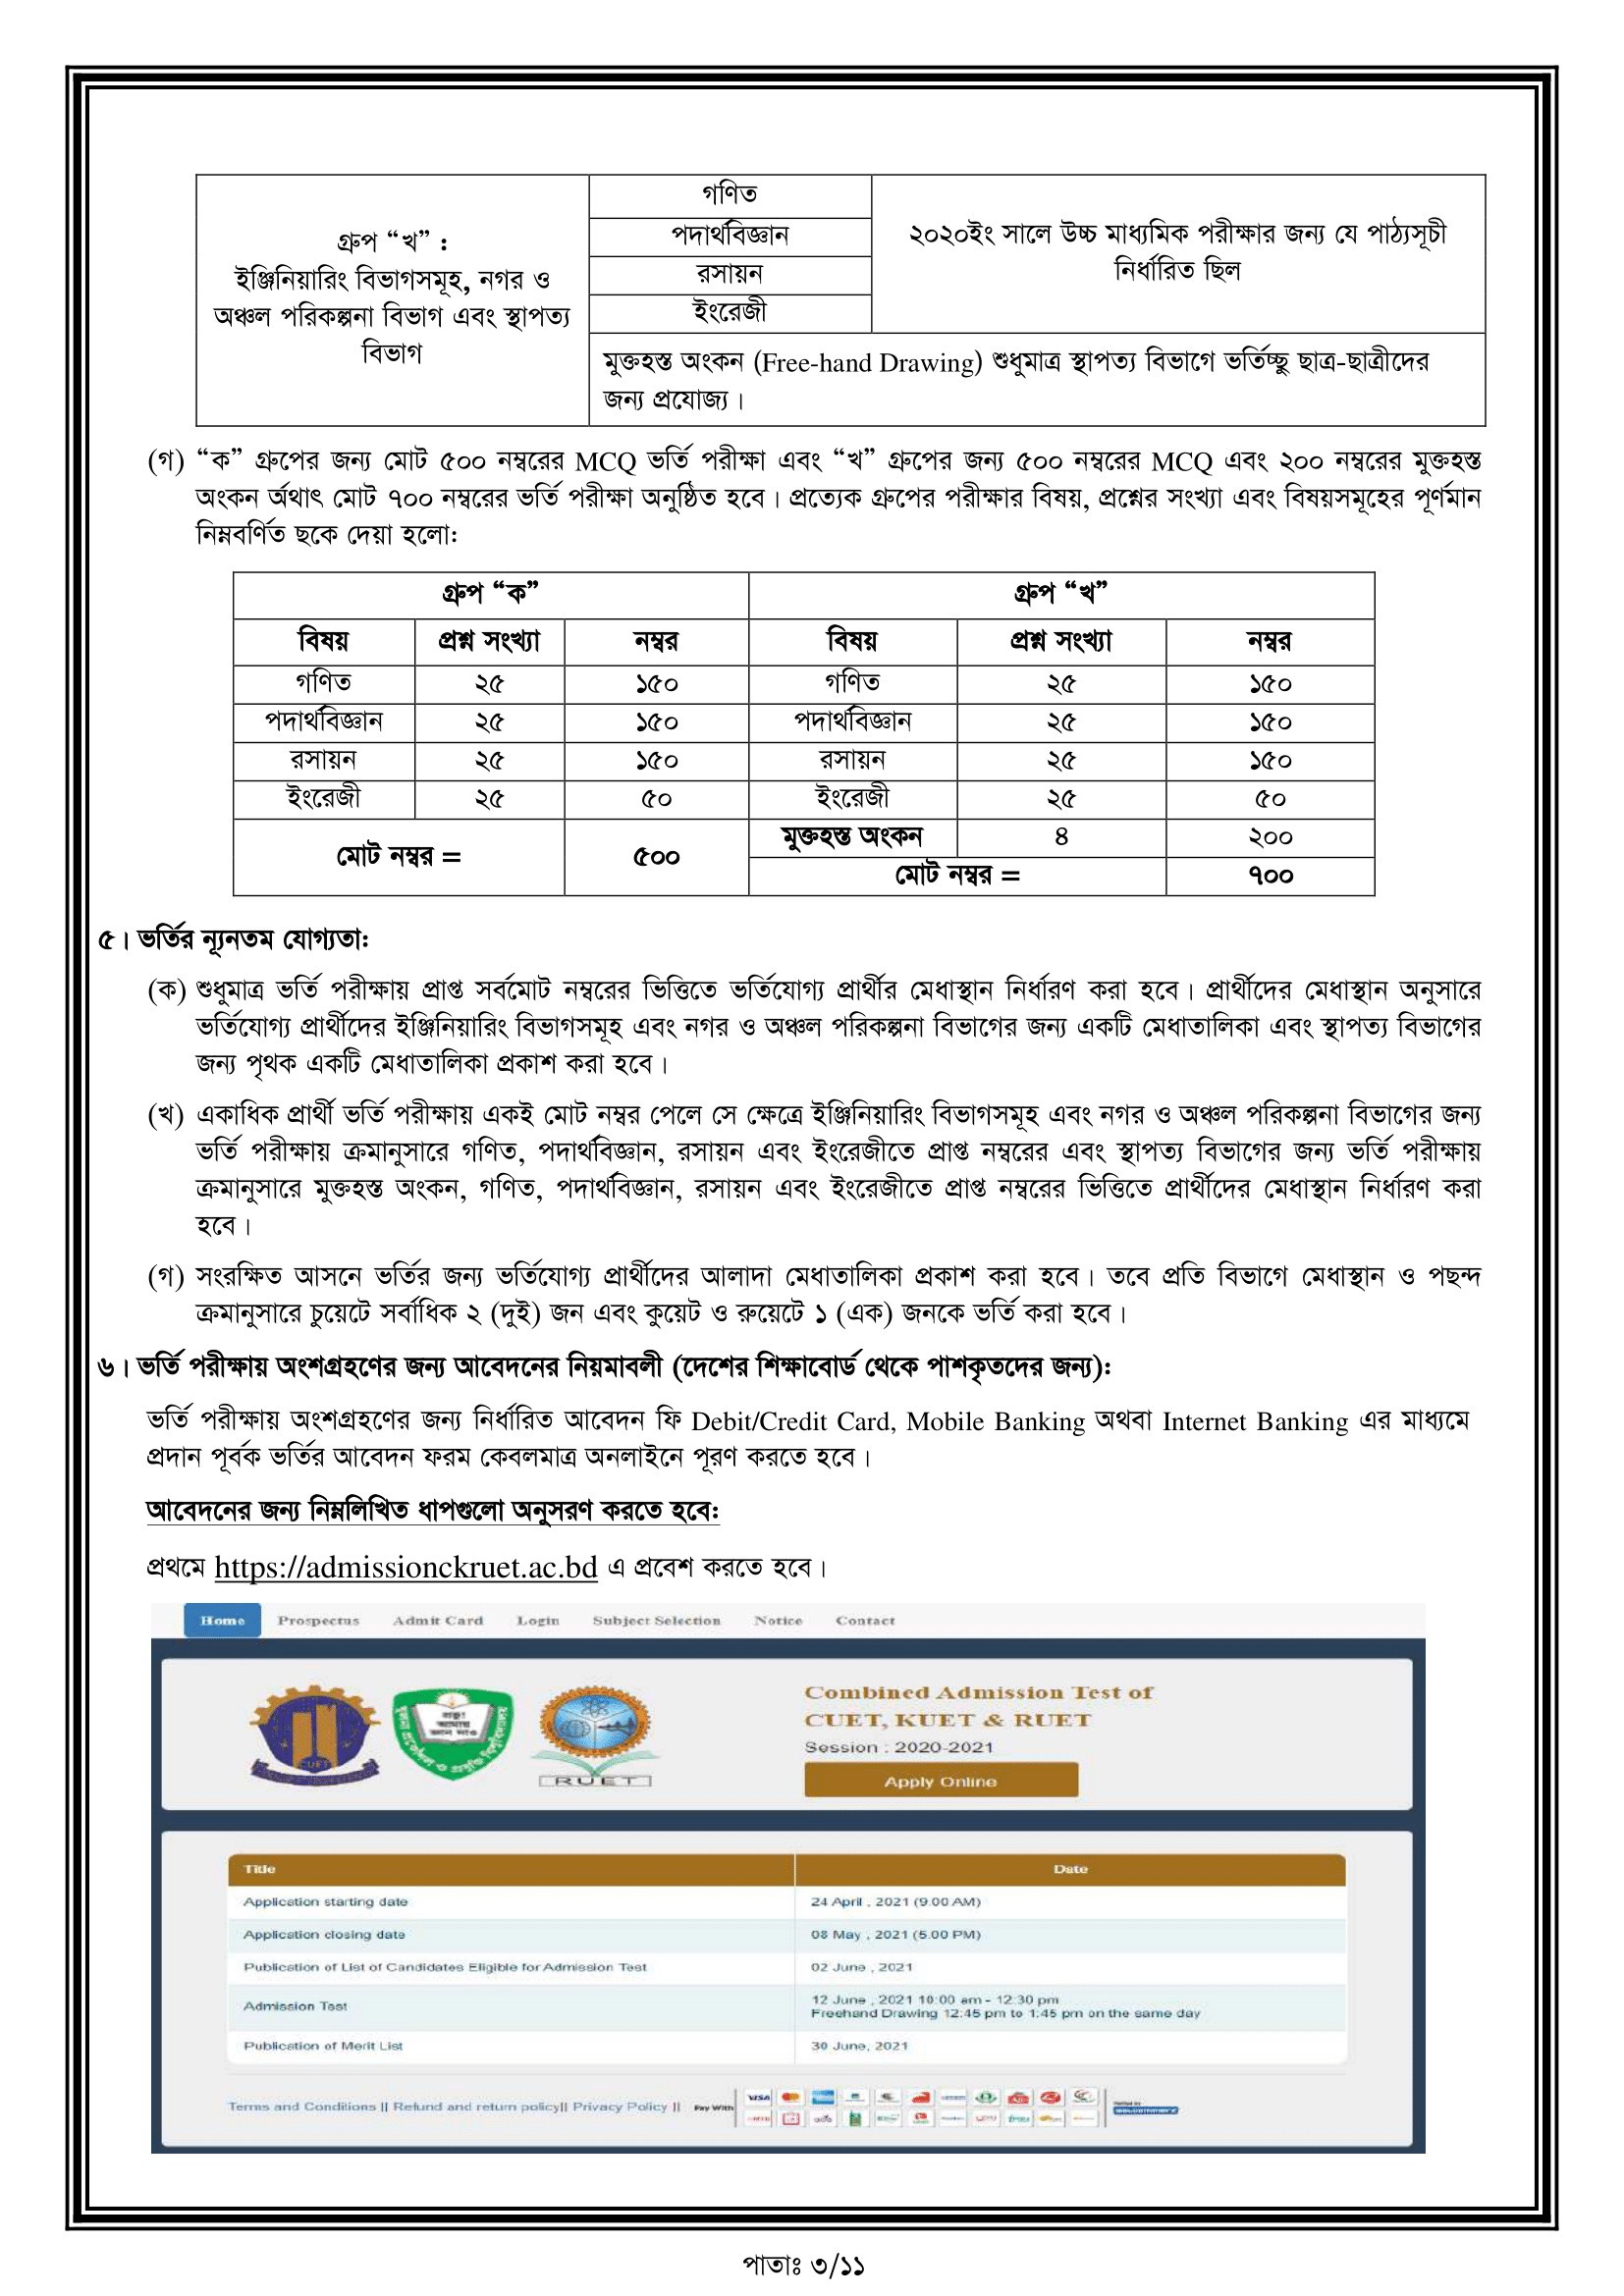 গ্রুপ “খ” :
ইঞ্জিনিয়ারিং বিভাগসমূহ, নগর ও
অঞ্চল পরিকল্পনা বিভাগ এবং স্থাপত্য
বিভাগ
গণিত
পদার্থবিজ্ঞান
রসায়ন
ইংরেজী
২০২০ইং সালে উচ্চ মাধ্যমিক পরীক্ষার জন্য যে পাঠ্যসূচী
নির্ধারিত ছিল
মুক্তহস্ত অংকন (Free-hand Drawing) শুধুমাত্র স্থাপত্য বিভাগে ভর্তিচ্ছু ছাত্র-ছাত্রীদের
জন্য প্রযোজ্য।
(গ) “ক” গ্রুপের জন্য মোট ৫০০ নম্বরের MCQ ভর্তি পরীক্ষা এবং “খ” গ্রুপের জন্য ৫০০ নম্বরের MCQ এবং ২০০ নম্বরের মুক্তহস্ত
অংকন অর্থাৎ মোট ৭০০ নম্বরের ভর্তি পরীক্ষা অনুষ্ঠিত হবে। প্রত্যেক গ্রুপের পরীক্ষার বিষয়, প্রশ্নের সংখ্যা এবং বিষয়সমূহের পূর্ণমান
নিম্নবর্ণিত ছকে দেয়া হলো:
গ্রুপ “ক” গ্রুপ “খ”
বিষয় প্রশ্ন সংখ্যা নম্বর বিষয় প্রশ্ন সংখ্যা নম্বর
গণিত ২৫ ১৫০ গণিত ২৫ ১৫০
পদার্থবিজ্ঞান ২৫ ১৫০ পদার্থবিজ্ঞান ২৫ ১৫০
রসায়ন ২৫ ১৫০ রসায়ন ২৫ ১৫০
ইংরেজী ২৫ ৫০ ইংরেজী ২৫ ৫০
মোট নম্বর = ৫০০ মুক্তহস্ত অংকন ৪ ২০০
মোট নম্বর = ৭০০
৫। ভর্তির ন্যূনতম যোগ্যতা:
(ক) শুধুমাত্র ভর্তি পরীক্ষায় প্রাপ্ত সর্বমোট নম্বরের ভিত্তিতে ভর্তিযোগ্য প্রার্থীর মেধাস্থান নির্ধারণ করা হবে। প্রার্থীদের মেধাস্থান অনুসারে
ভর্তিযোগ্য প্রার্থীদের ইঞ্জিনিয়ারিং বিভাগসমূহ এবং নগর ও অঞ্চল পরিকল্পনা বিভাগের জন্য একটি মেধাতালিকা এবং স্থাপত্য বিভাগের
জন্য পৃথক একটি মেধাতালিকা প্রকাশ করা হবে।
(খ) একাধিক প্রার্থী ভর্তি পরীক্ষায় একই মোট নম্বর পেলে সে ক্ষেত্রে ইঞ্জিনিয়ারিং বিভাগসমূহ এবং নগর ও অঞ্চল পরিকল্পনা বিভাগের জন্য
ভর্তি পরীক্ষায় ক্রমানুসারে গণিত, পদার্থবিজ্ঞান, রসায়ন এবং ইংরেজীতে প্রাপ্ত নম্বরের এবং স্থাপত্য বিভাগের জন্য ভর্তি পরীক্ষায়
ক্রমানুসারে মুক্তহস্ত অংকন, গণিত, পদার্থবিজ্ঞান, রসায়ন এবং ইংরেজীতে প্রাপ্ত নম্বরের ভিত্তিতে প্রার্থীদের মেধাস্থান নির্ধারণ করা
হবে।
(গ) সংরক্ষিত আসনে ভর্তির জন্য ভর্তিযোগ্য প্রার্থীদের আলাদা মেধাতালিকা প্রকাশ করা হবে। তবে প্রতি বিভাগে মেধাস্থান ও পছন্দ
ক্রমানুসারে চুয়েটে সর্বাধিক ২ (দুই) জন এবং কুয়েট ও রুয়েটে ১ (এক) জনকে ভর্তি করা হবে।
৬। ভর্তি পরীক্ষায় অংশগ্রহণের জন্য আবেদনের নিয়মাবলী (দেশের শিক্ষাবোর্ড থেকে পাশকৃতদের জন্য):
ভর্তি পরীক্ষায় অংশগ্রহণের জন্য নির্ধারিত আবেদন ফি Debit/Credit Card, Mobile Banking অথবা Internet Banking এর মাধ্যমে
প্রদান পূর্বক ভর্তির আবেদন ফরম কেবলমাত্র অনলাইনে পূরণ করতে হবে।
আবেদনের জন্য নিম্নলিখিত ধাপগুলো অনুসরণ করতে হবে:
প্রথমে https://admissionckruet.ac.bd এ প্রবেশ করতে হবে।
Home Prospectus Admit Card Login Subject Selection Notice Contact
CUET
RUET
Combined Admission Test of
CUET, KUET & RUET
Session : 2020-2021
Apply Online
Title Date
Application starting date 24 April , 2021 (9.00 AM)
Application closing date 08 May , 2021 (5.00 PM)
Publication of List of Candidates Eligible for Admission Test 02 June , 2021
Admission Test 12 June , 2021 10:00 am - 12:30 pm
Freehand Drawing 12:45 pm to 1:45 pm on the same day
Publication of Merit List 30 June, 2021
Terms and Conditions || Refund and return policy|| Privacy Policy || Pay With VISA
পাতাঃ ৩/১১